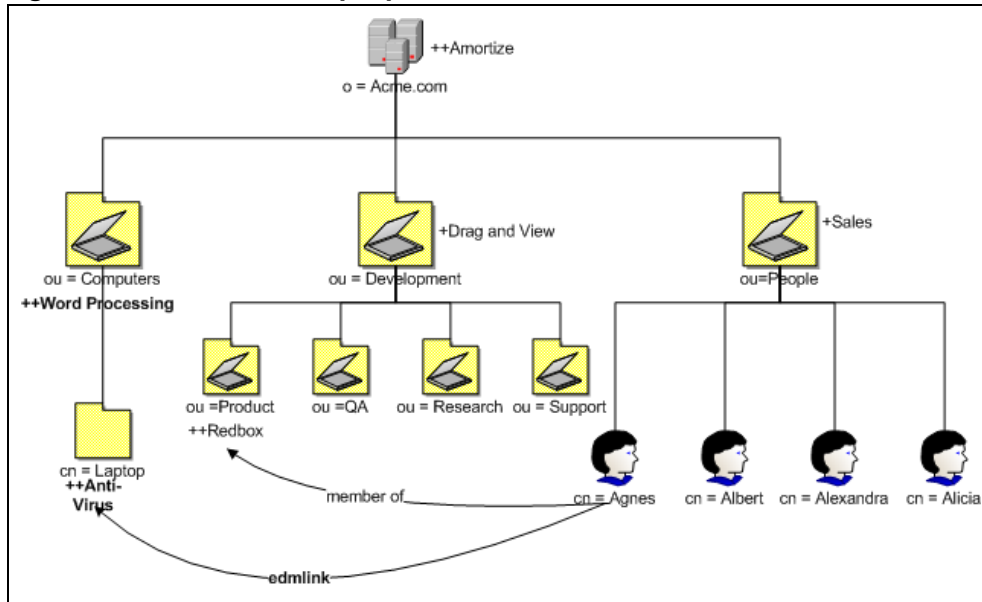 ++Amortize
o = Acme.com
+Drag and View
+Sales
ou = Computers
ou = Development
ou=People
++Word Processing
ou =Product
ou =QA
ou = Research
ou = Support
++Redbox
cn = Laptop
++Anti-
Virus
member of
cn = Agnes
cn = Albert
cn = Alexandra
cn = Alicia
edmlink